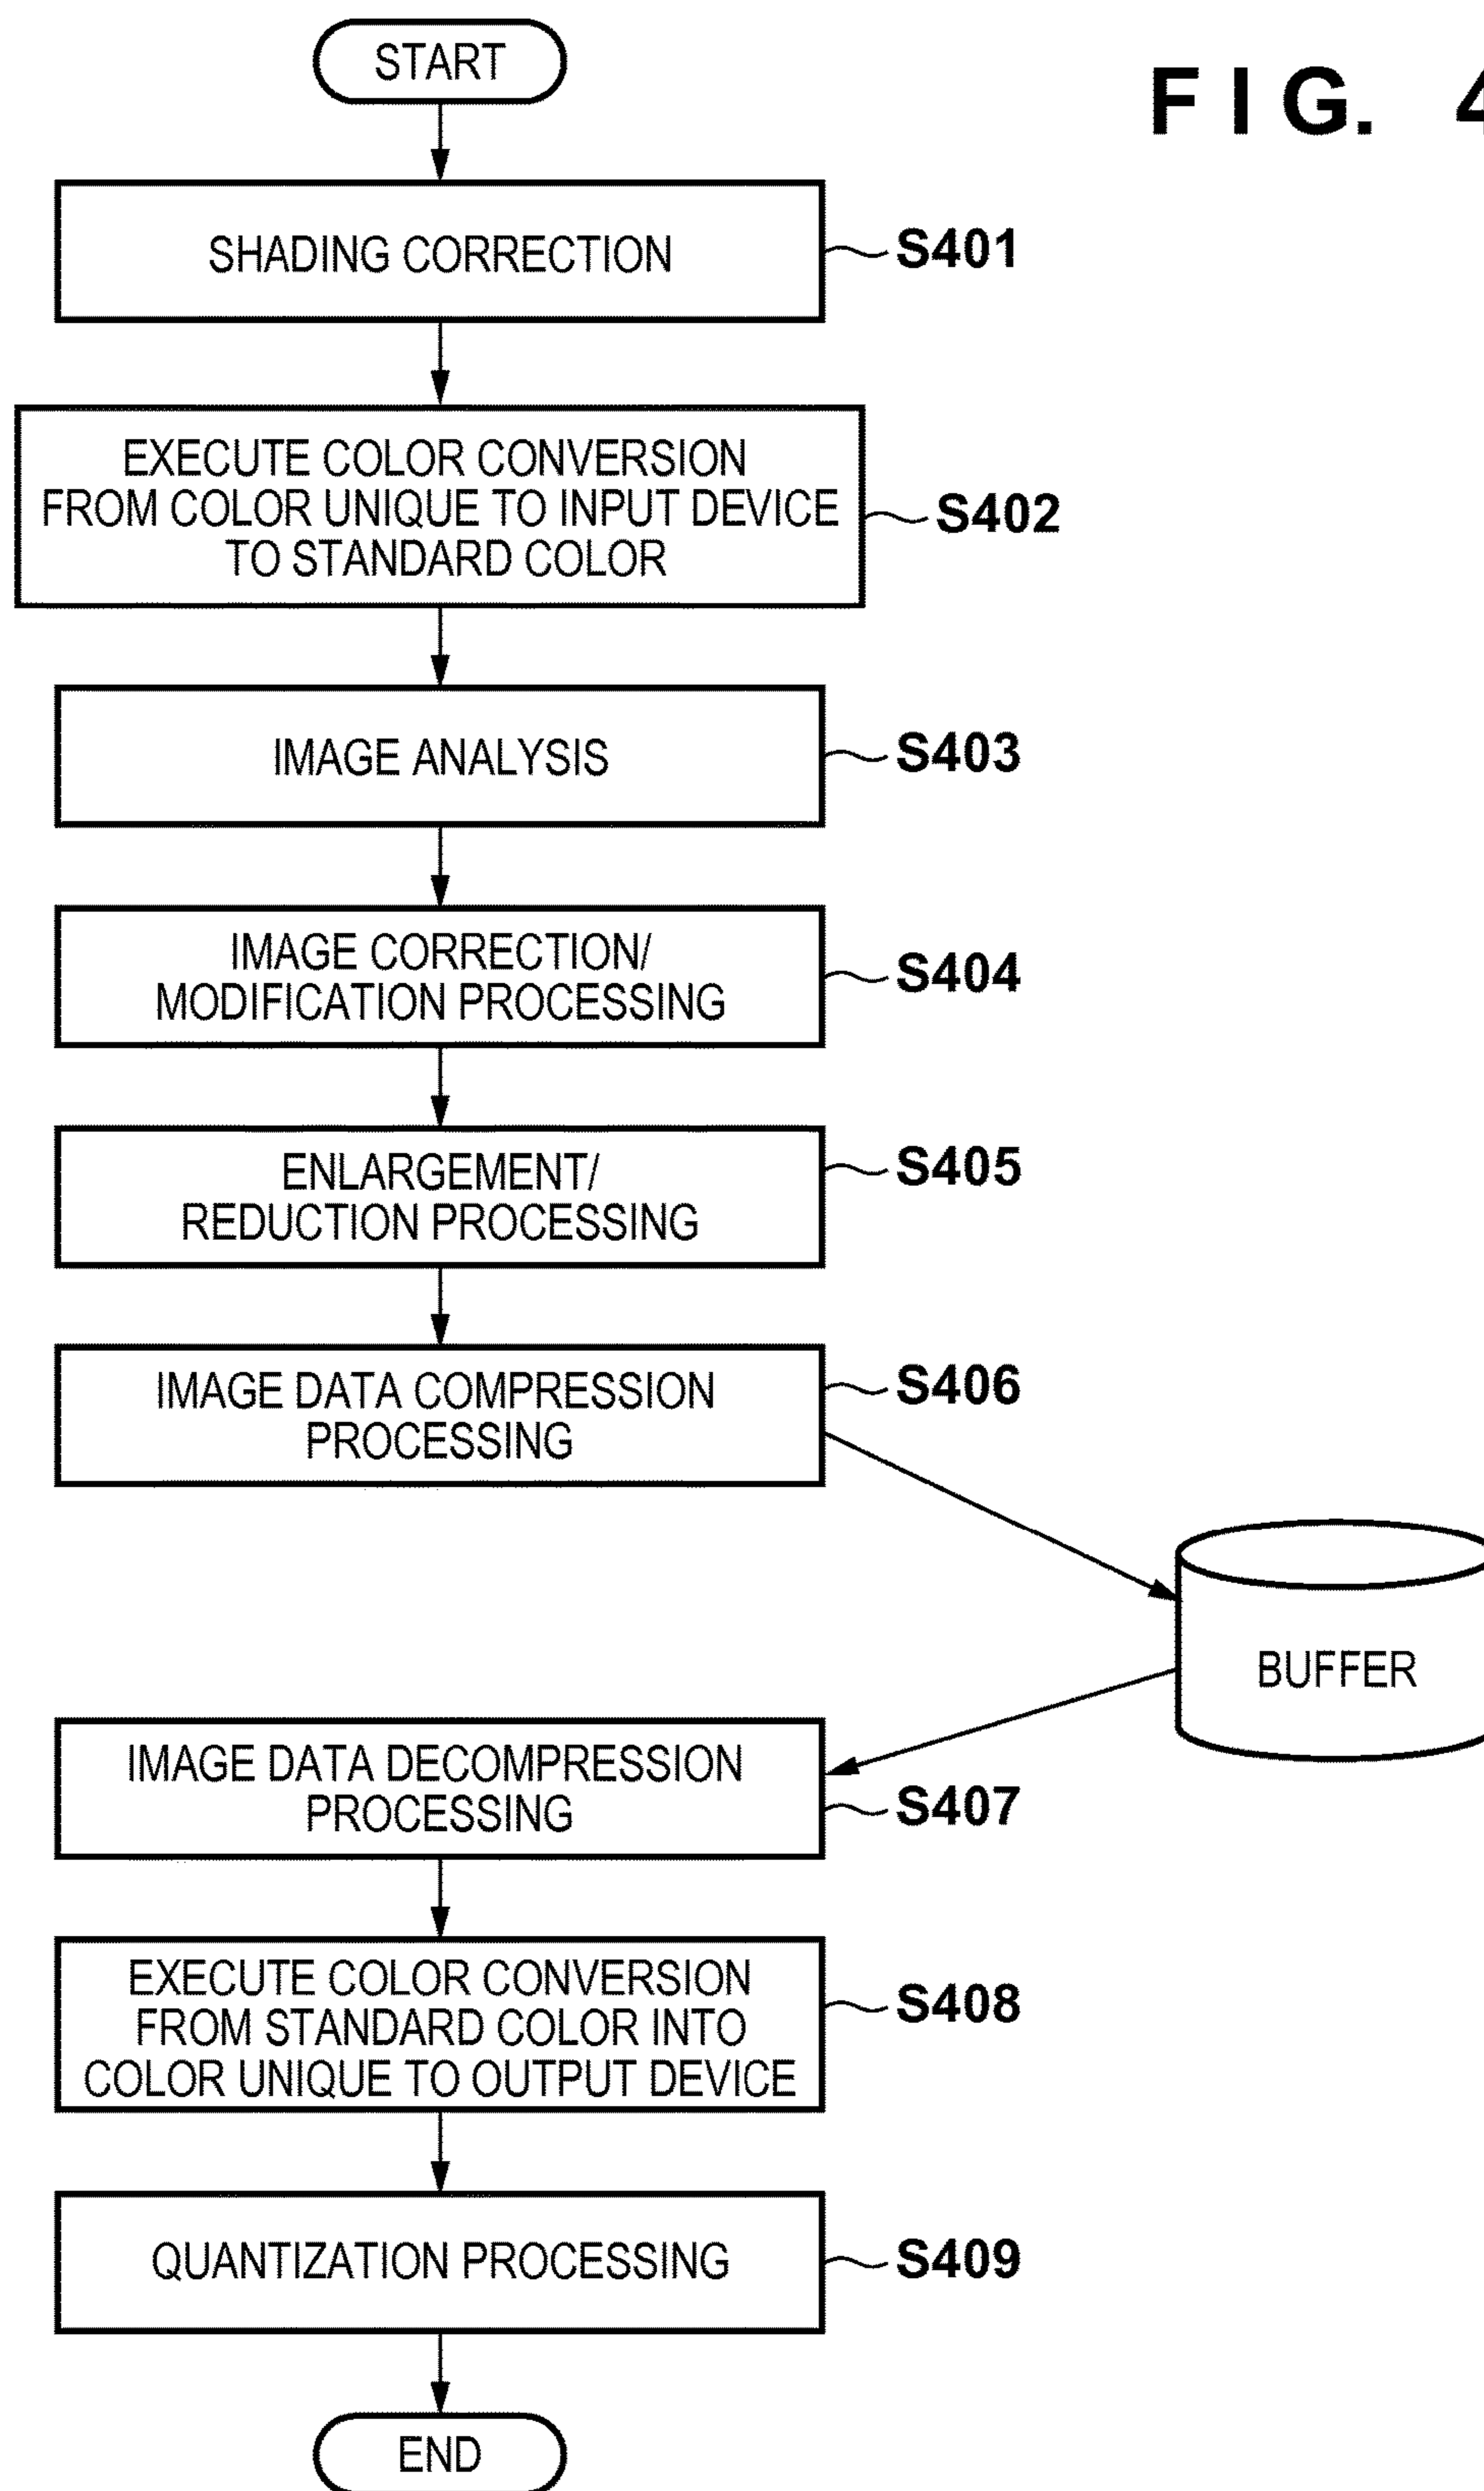 START
FIG. 4
SHADING CORRECTION
S401
EXECUTE COLOR CONVERSION
FROM COLOR UNIQUE TO INPUT DEVICE
TO STANDARD COLOR
S402
IMAGE ANALYSIS
S403
IMAGE CORRECTION/
MODIFICATION PROCESSING
S404
ENLARGEMENT/
REDUCTION PROCESSING
S405
IMAGE DATA COMPRESSION
PROCESSING
S406
BUFFER
IMAGE DATA DECOMPRESSION
PROCESSING
S407
EXECUTE COLOR CONVERSION
FROM STANDARD COLOR INTO
COLOR UNIQUE TO OUTPUT DEVICE
S408
QUANTIZATION PROCESSING
S409
END